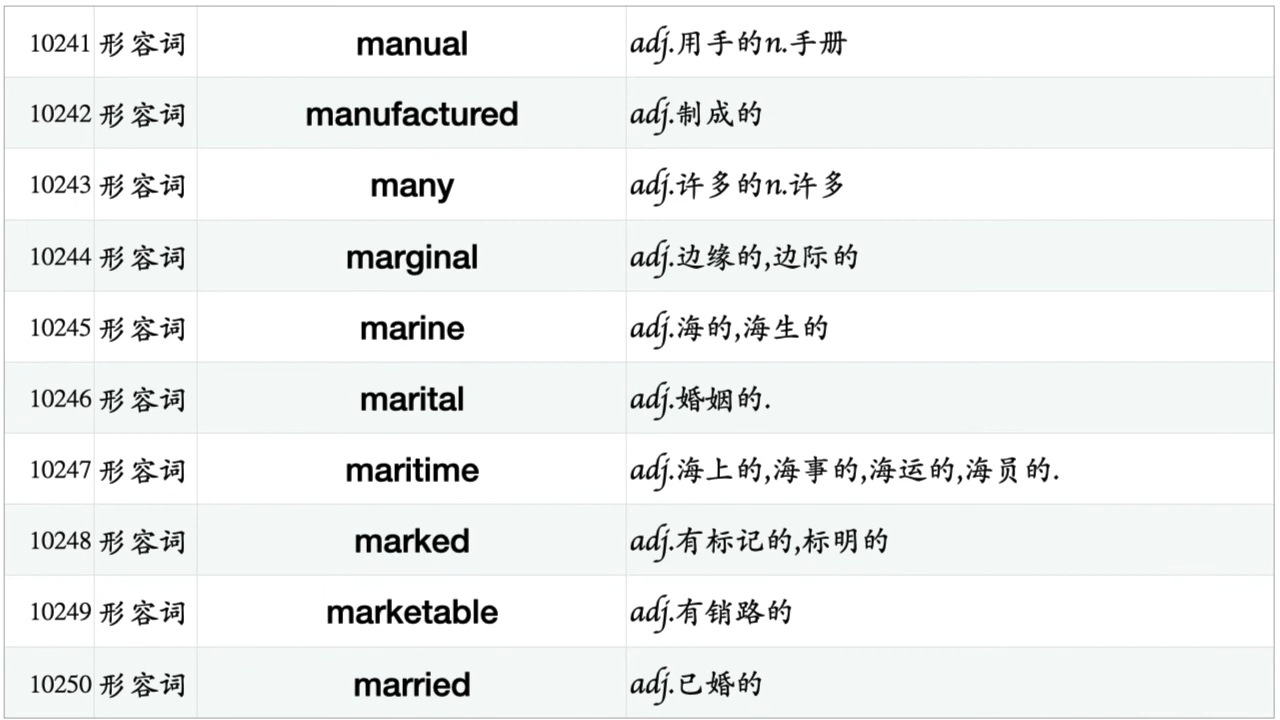 10241 形容词 manual adj.用手的n.手册
10242 形容词 manufactured adj.制成的
10243 形容词 many adj.许多的n.许多
10244 形容词 marginal adj.边缘的,边际的
10245 形容词 marine adj.海的,海生的
10246 形容词 marital adj.婚姻的.
10247 形容词 maritime adj.海上的,海事的,海运的,海员的.
10248 形容词 marked adj.有标记的,标明的
10249 形容词 marketable adj.有销路的
10250 形容词 married adj.已婚的